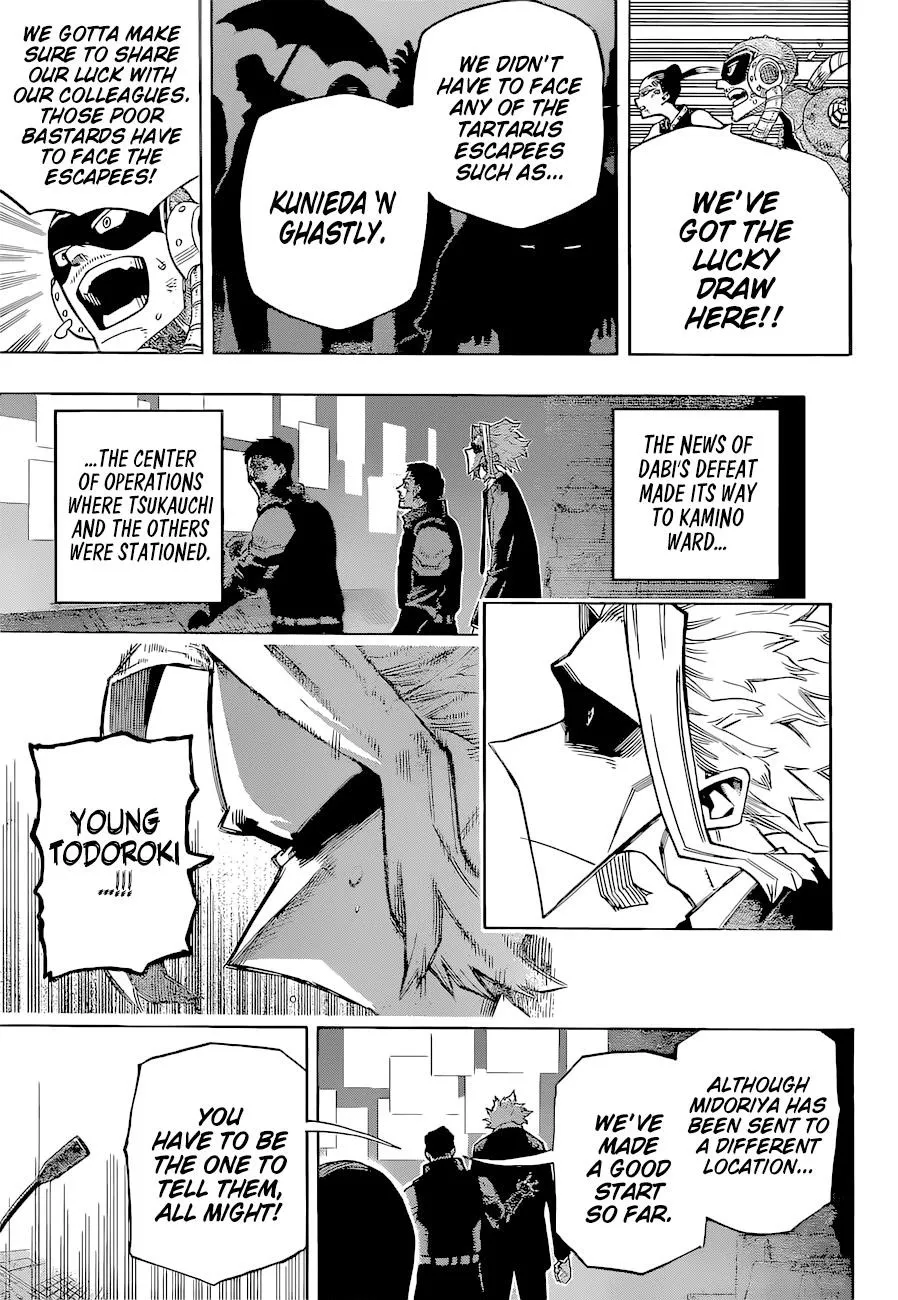 WE'VE
GOT THE
LUCKY
DRAW
HERE!!
WE DIDN'T
HAVE TO FACE
ANY OF THE
TARTARUS
ESCAPEES
SUCH AS...
KUNIEDA 'N
GHASTLY.
WE GOTTA MAKE
SURE TO SHARE
OUR LUCK WITH
OUR COLLEAGUES.
THOSE POOR
BASTARDS HAVE
TO FACE THE
ESCAPEES!
THE NEWS OF
DABI'S DEFEAT
MADE ITS WAY
TO KAMINO
WARD...
...THE CENTER
OF OPERATIONS
WHERE TSUKAUCHI
AND THE OTHERS
WERE STATIONED.
YOUNG
TODOROKI
...!!!
ALTHOUGH
MIDORIYA HAS
BEEN SENT TO
A DIFFERENT
LOCATION...
WE'VE
MADE
A GOOD
START
SO FAR.
YOU
HAVE TO BE
THE ONE TO
TELL THEM,
ALL MIGHT!